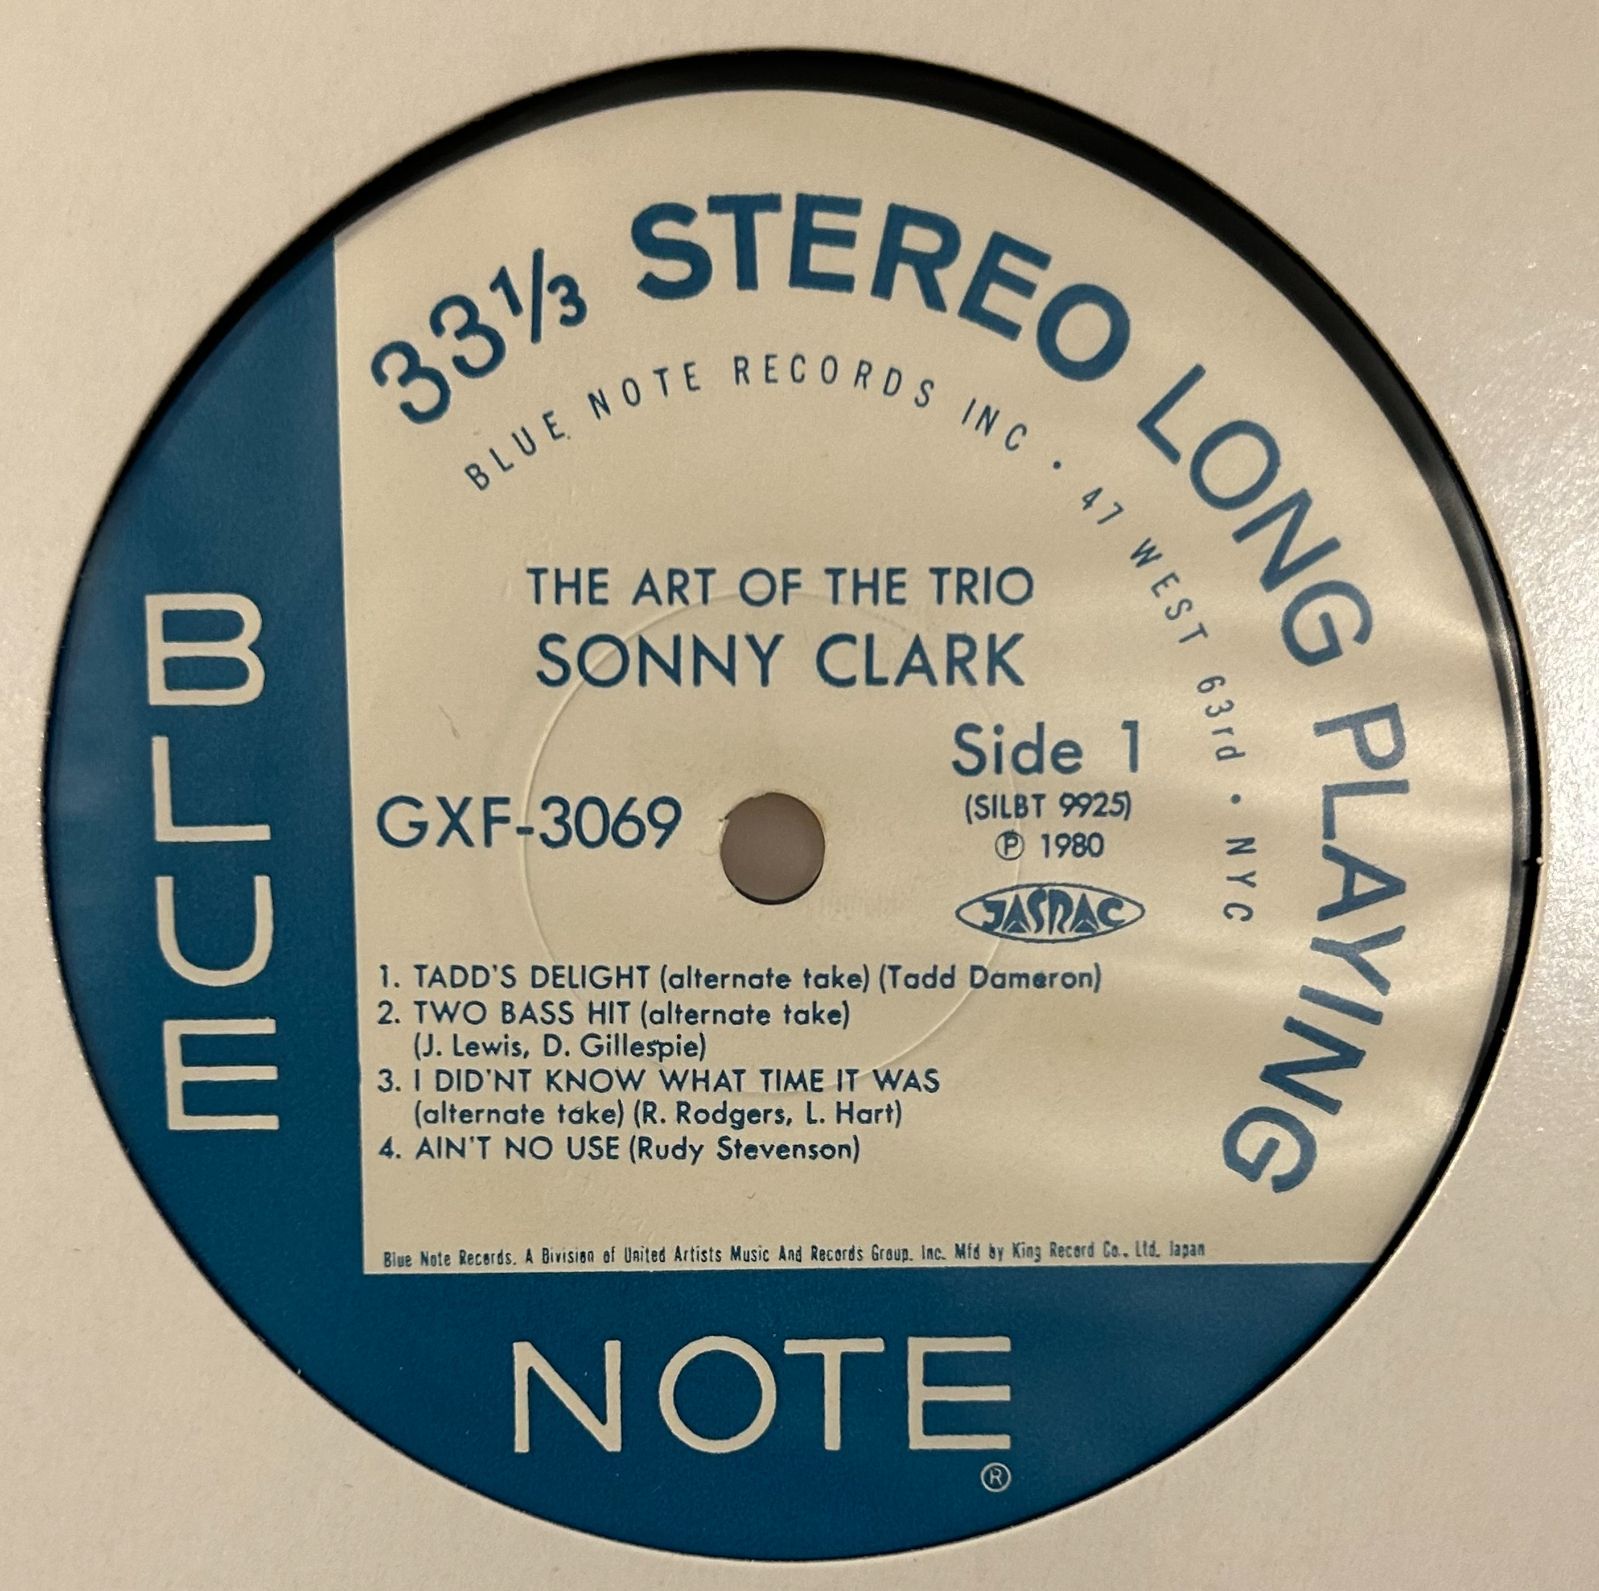 33⅓ STEREO LONG PLAYING
BLUE NOTE RECORDS INC · 47 WEST 63rd · NYC
THE ART OF THE TRIO
SONNY CLARK
Side 1
GXF-3069
(SILBT 9925)
Ⓟ 1980
JASRAC
1. TADD'S DELIGHT (alternate take) (Tadd Dameron)
2. TWO BASS HIT (alternate take)
(J. Lewis, D. Gillespie)
3. I DID'NT KNOW WHAT TIME IT WAS
(alternate take) (R. Rodgers, L. Hart)
4. AIN'T NO USE (Rudy Stevenson)
Blue Note Records. A Division of United Artists Music And Records Group. Inc. Mfd by King Record Co., Ltd. Japan
BLUE
NOTE
®